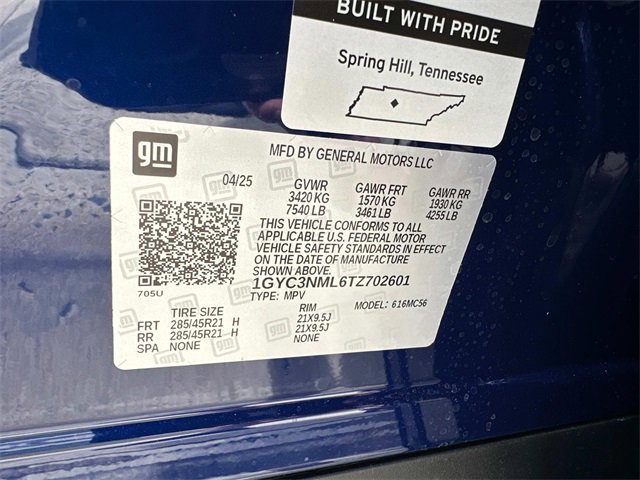 BUILT WITH PRIDE
Spring Hill, Tennessee
gm
MFD BY GENERAL MOTORS LLC
04/25 GVWR GAWR FRT GAWR RR
3420 KG 1570 KG 1930 KG
7540 LB 3461 LB 4255 LB
THIS VEHICLE CONFORMS TO ALL
APPLICABLE U.S. FEDERAL MOTOR
VEHICLE SAFETY STANDARDS IN EFFECT
ON THE DATE OF MANUFACTURE
SHOWN ABOVE.
1GYC3NML6TZ702601
705U
TYPE: MPV MODEL: 616MC56
TIRE SIZE RIM
FRT 285/45R21 H 21X9.5J
RR 285/45R21 H 21X9.5J
SPA NONE NONE